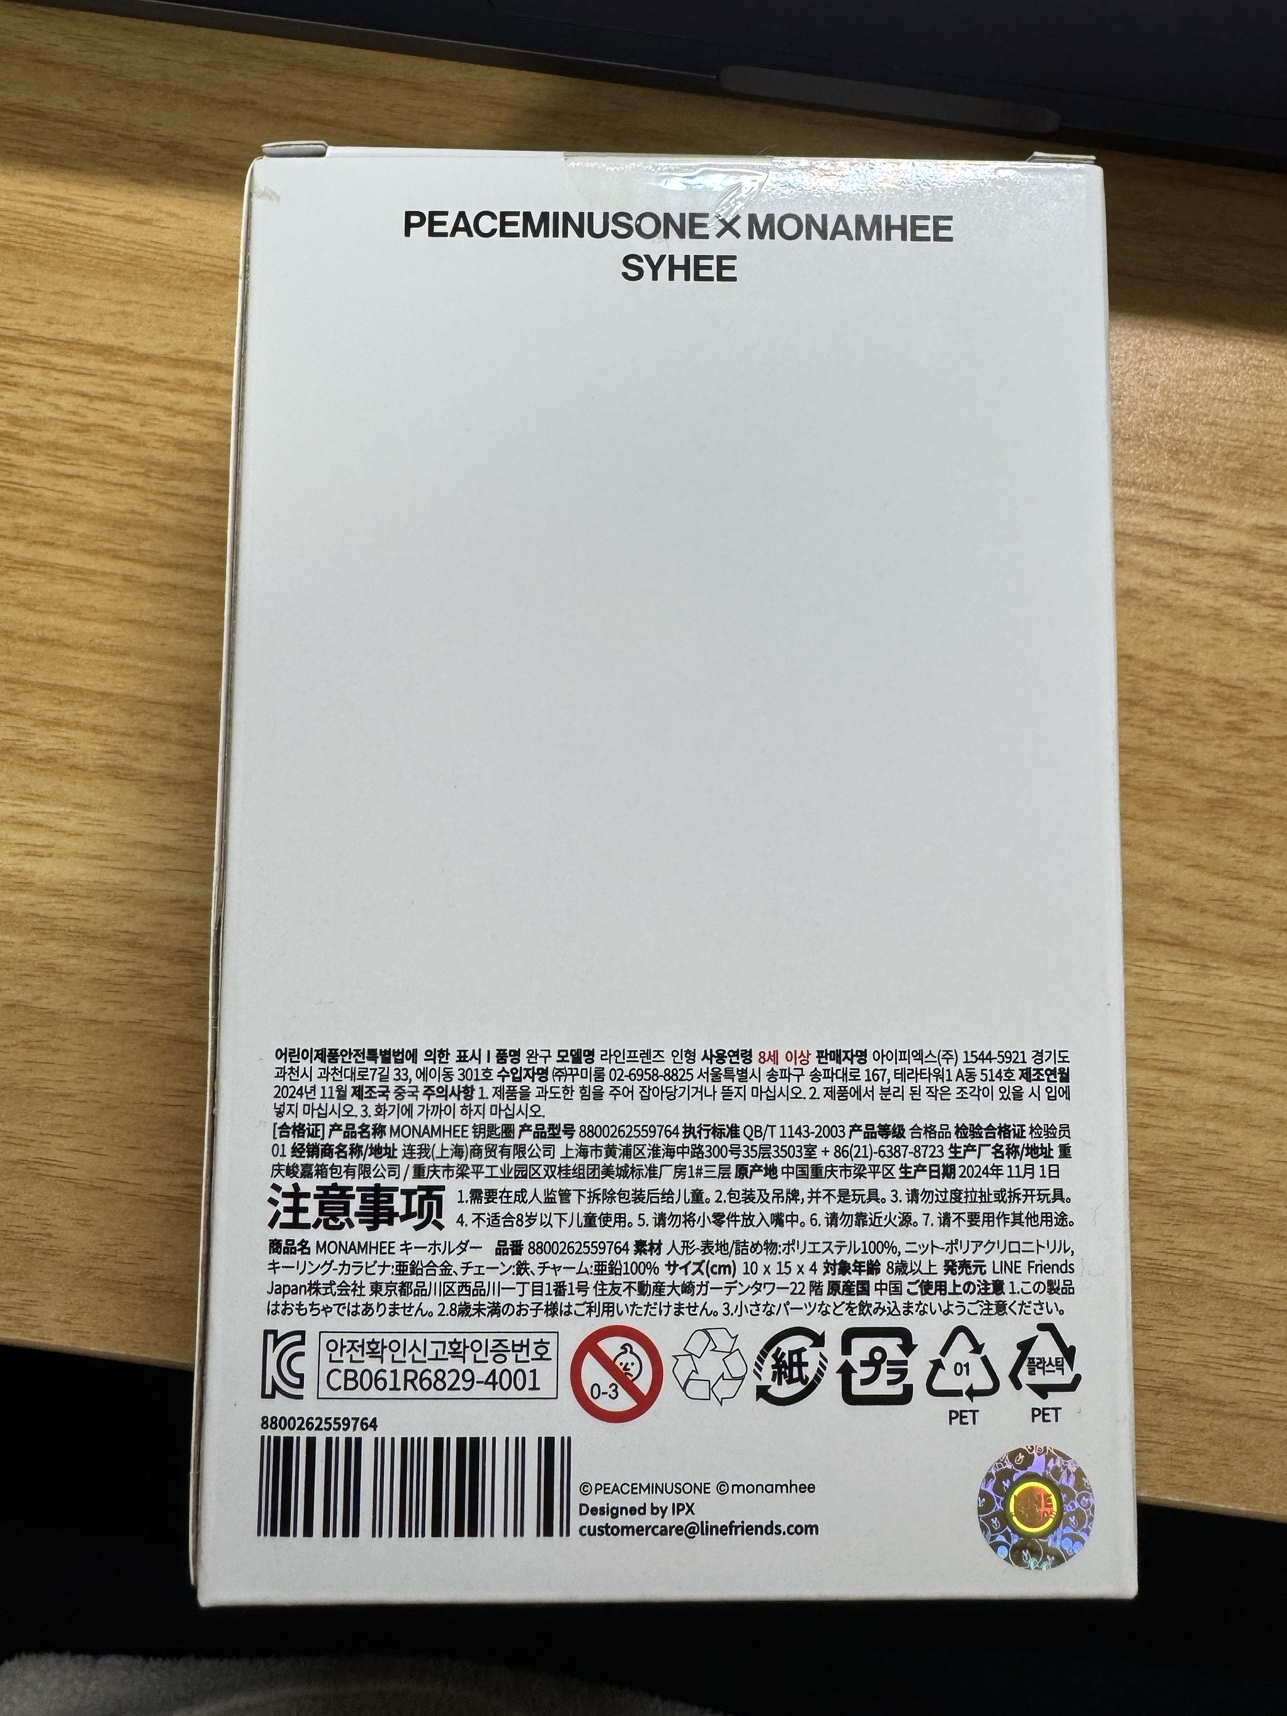 PEACEMINUSONE×MONAMHEE
SYHEE
어린이제품안전특별법에 의한 표시 I 품명 완구 모델명 라인프렌즈 인형 사용연령 8세 이상 판매자명 아이피엑스(주) 1544-5921 경기도
과천시 과천대로7길 33, 에이동 301호 수입자명 ㈜꾸미룸 02-6958-8825 서울특별시 송파구 송파대로 167, 테라타워1 A동 514호 제조연월
2024년 11월 제조국 중국 주의사항 1. 제품을 과도한 힘을 주어 잡아당기거나 뜯지 마십시오. 2. 제품에서 분리 된 작은 조각이 있을 시 입에
넣지 마십시오. 3. 화기에 가까이 하지 마십시오.
[合格证] 产品名称 MONAMHEE 钥匙圈 产品型号 8800262559764 执行标准 QB/T 1143-2003 产品等级 合格品 检验合格证 检验员
01 经销商名称/地址 连我(上海)商贸有限公司 上海市黄浦区淮海中路300号35层3503室 + 86(21)-6387-8723 生产厂名称/地址 重
庆峻嘉箱包有限公司 / 重庆市梁平工业园区双桂组团美城标准厂房1#三层 原产地 中国重庆市梁平区 生产日期 2024年 11月 1日
注意事项 1.需要在成人监管下拆除包装后给儿童。2.包装及吊牌,并不是玩具。3. 请勿过度拉扯或拆开玩具。
4. 不适合8岁以下儿童使用。5. 请勿将小零件放入嘴中。6. 请勿靠近火源。7. 请不要用作其他用途。
商品名 MONAMHEE キーホルダー 品番 8800262559764 素材 人形-表地/詰め物:ポリエステル100%, ニット-ポリアクリロニトリル,
キーリング-カラビナ:亜鉛合金、チェーン:鉄、チャーム:亜鉛100% サイズ(cm) 10 x 15 x 4 対象年齢 8歳以上 発売元 LINE Friends
Japan株式会社 東京都品川区西品川一丁目1番1号 住友不動産大崎ガーデンタワー22 階 原産国 中国 ご使用上の注意 1.この製品
はおもちゃではありません。2.8歳未満のお子様はご利用いただけません。3.小さなパーツなどを飲み込まないようご注意ください。
안전확인신고확인증번호
CB061R6829-4001
0-3
紙
プラ
01
PET
플라스틱
PET
8800262559764
©PEACEMINUSONE ©monamhee
Designed by IPX
customercare@linefriends.com